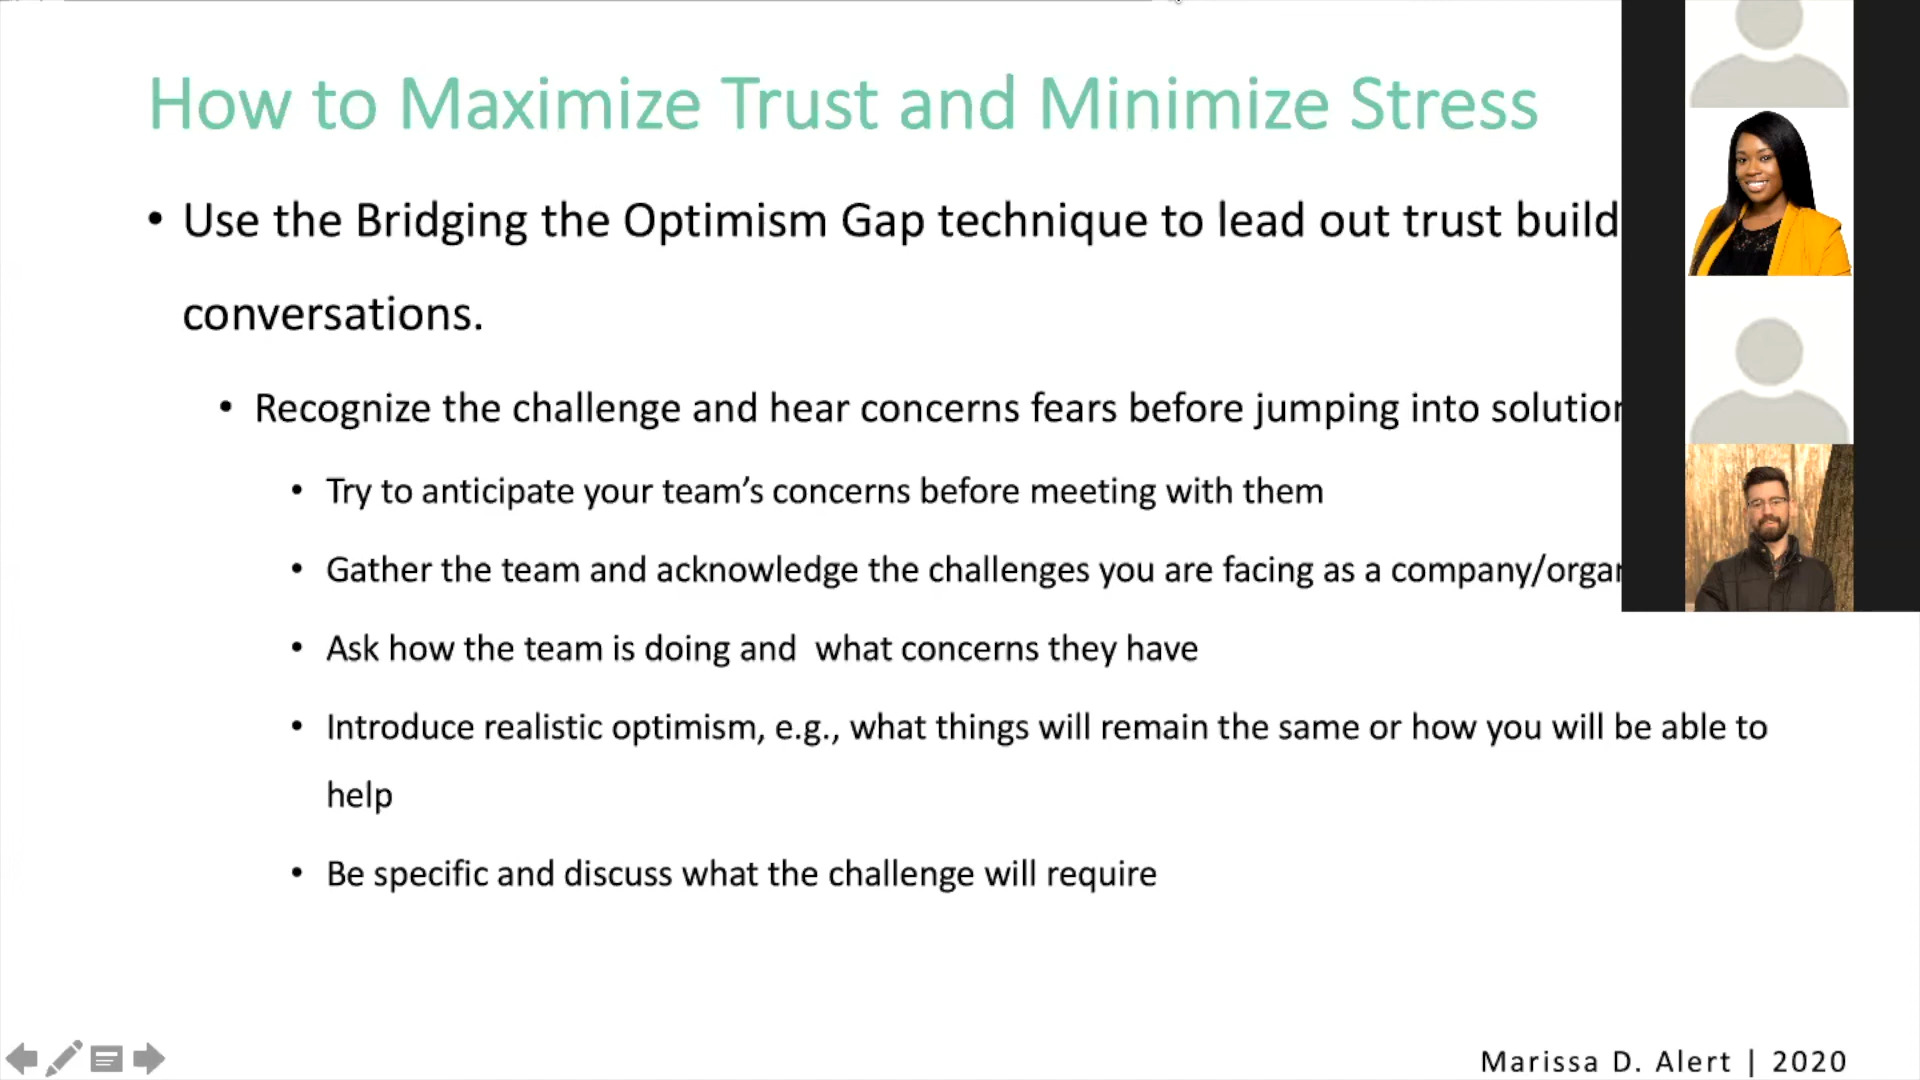 How to Maximize Trust and Minimize Stress
• Use the Bridging the Optimism Gap technique to lead out trust build
conversations.
• Recognize the challenge and hear concerns fears before jumping into
• Try to anticipate your team’s concerns before meeting with them
• Gather the team and acknowledge the challenges you are facing as a
• Ask how the team is doing and  what concerns they have
• Introduce realistic optimism, e.g., what things will remain the same or how you will be able to
help
• Be specific and discuss what the challenge will require
Marissa D. Alert | 2020